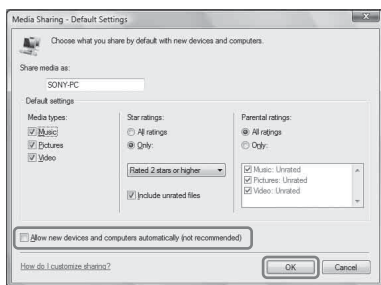 Media Sharing - Default Settings
Choose what you share by default with new devices and computers.
Share media as:
SONY-PC
Default settings
Media types:
Music
Pictures
Video
Star ratings:
All ratings
Only:
Rated 2 stars or higher
Include unrated files
Parental ratings:
All ratings
Only:
Music: Unrated
Pictures: Unrated
Video: Unrated
Allow new devices and computers automatically (not recommended)
How do I customize sharing?
OK
Cancel